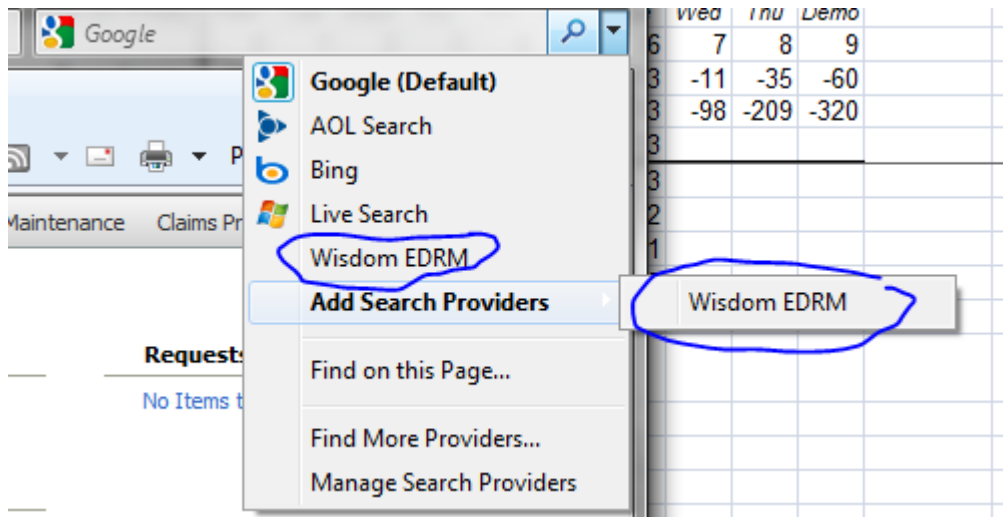 Google
Google (Default)
AOL Search
Bing
Live Search
Wisdom EDRM
Add Search Providers
Wisdom EDRM
Find on this Page...
Find More Providers...
Manage Search Providers
P
Maintenance Claims Pr
Requests
No Items t
Wed Thu Demo
6 7 8 9
3 -11 -35 -60
3 -98 -209 -320
3
3
2
1